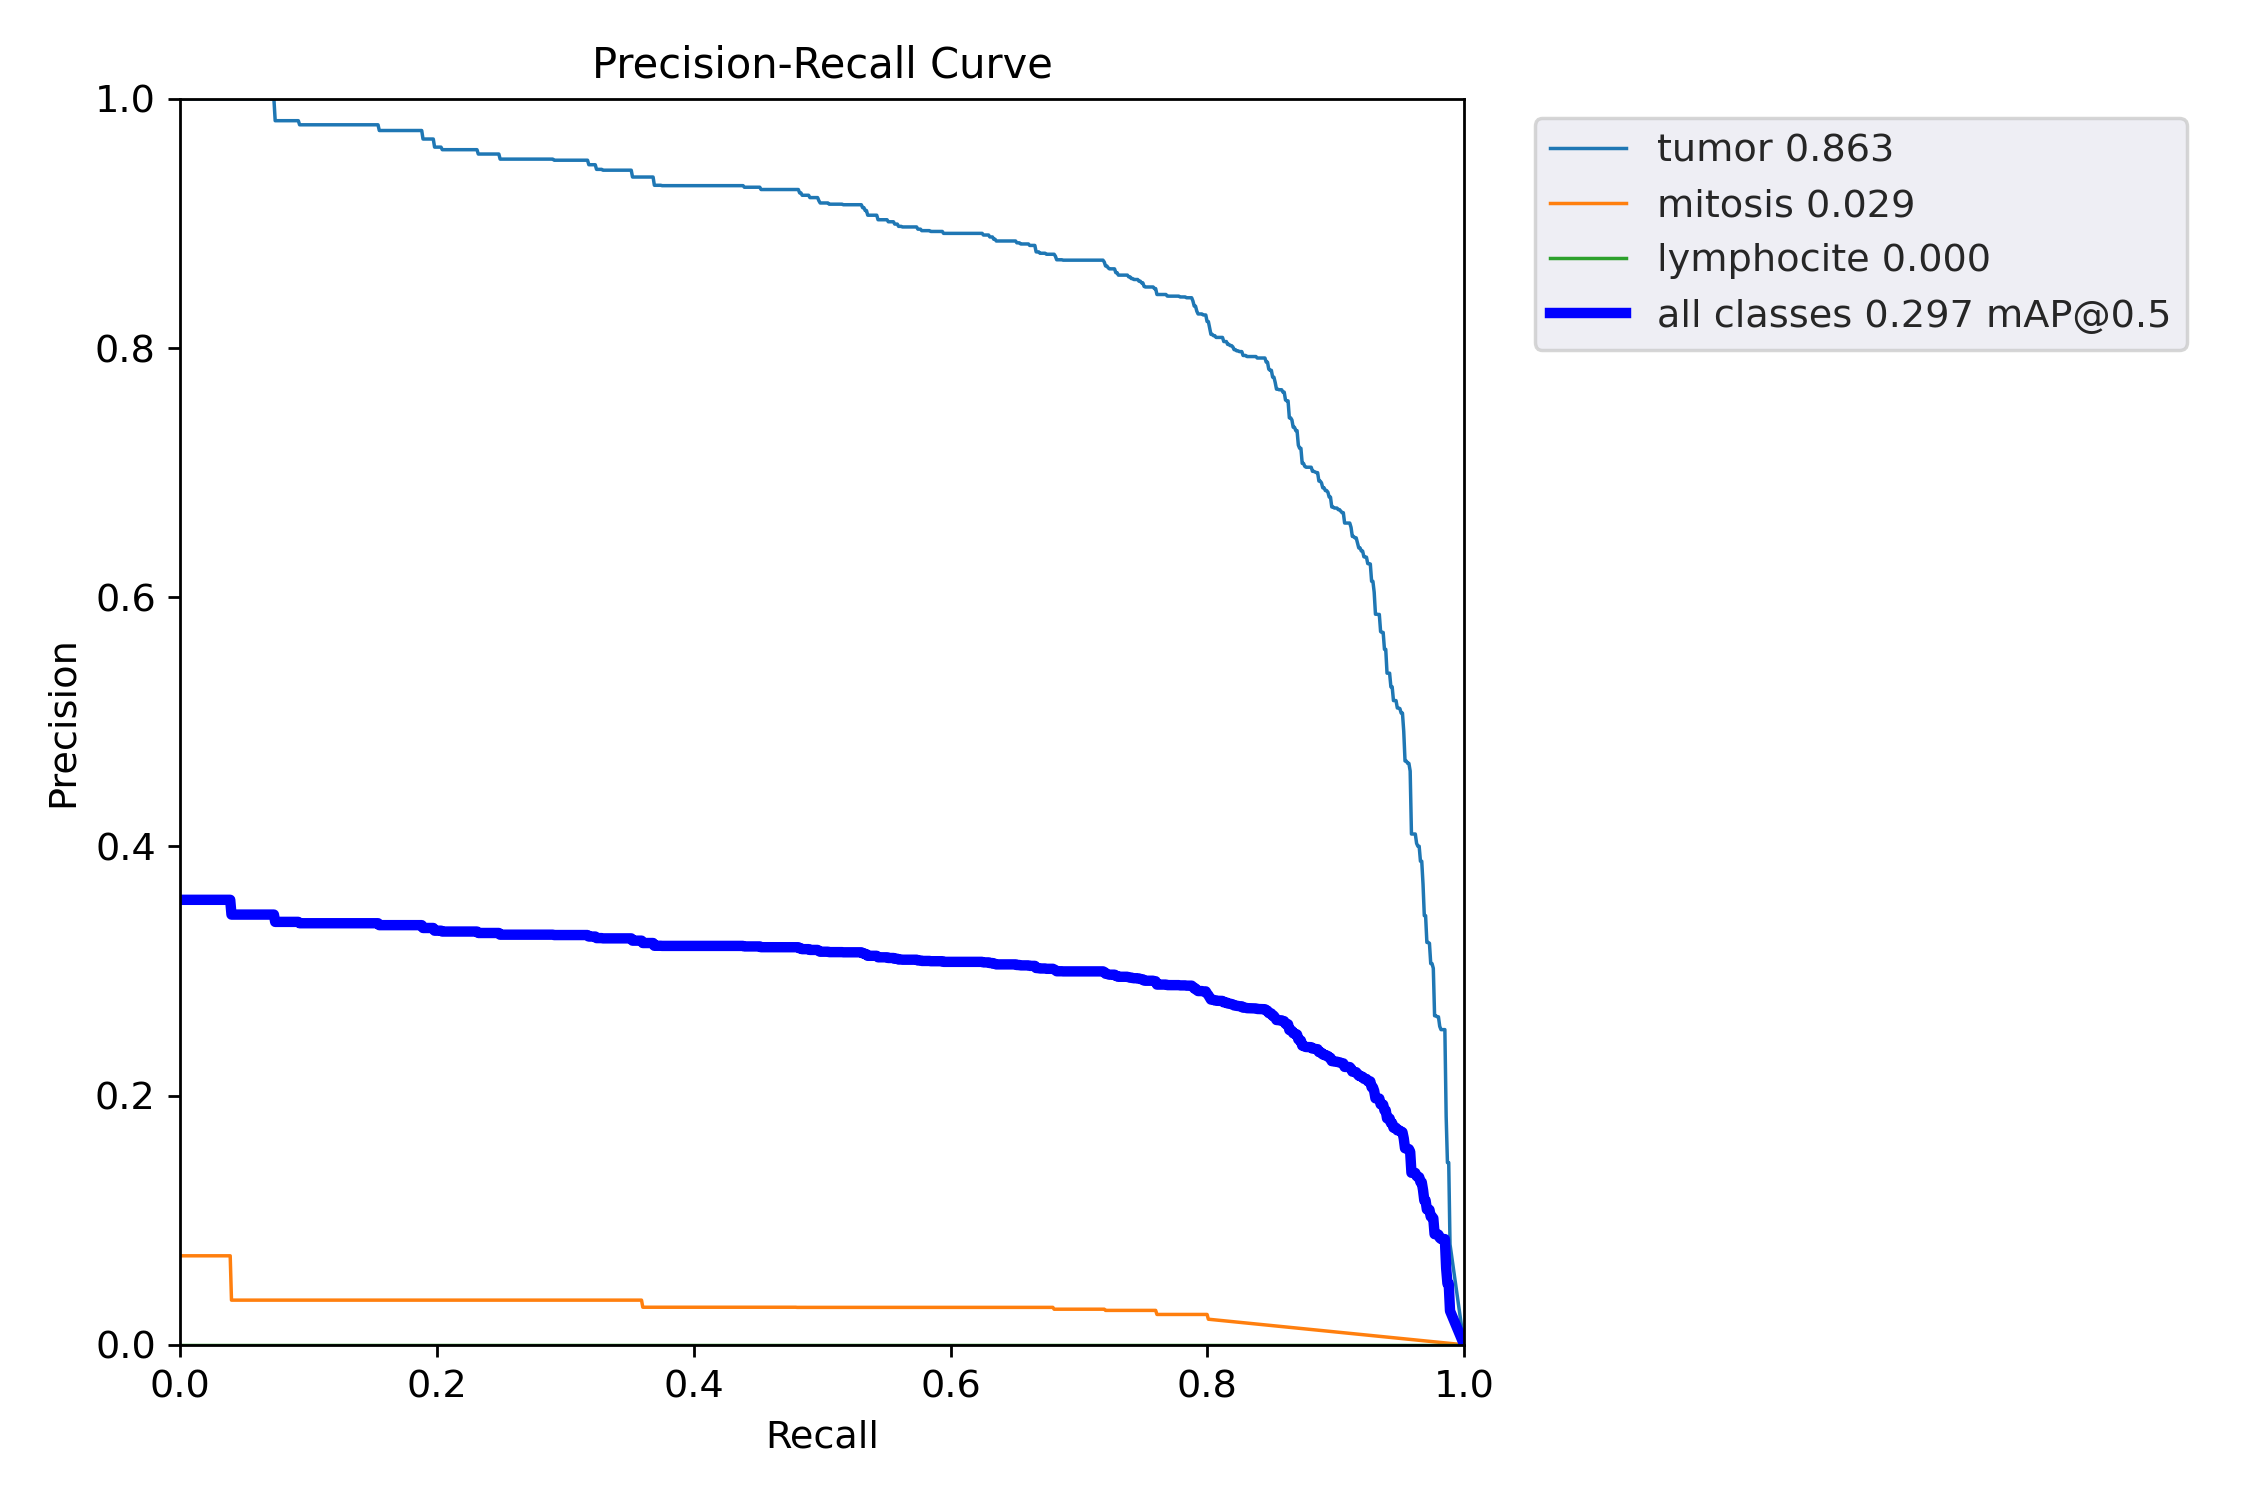 Precision-Recall Curve
1.0
0.8
0.6
0.4
0.2
0.0
Precision
0.0 0.2 0.4 0.6 0.8 1.0
Recall
tumor 0.863
mitosis 0.029
lymphocite 0.000
all classes 0.297 mAP@0.5